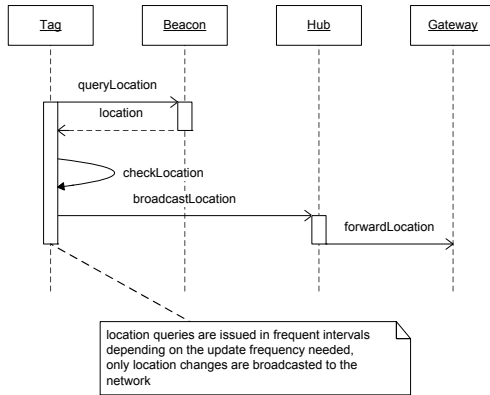 Tag
Beacon
Hub
Gateway
queryLocation
location
checkLocation
broadcastLocation
forwardLocation
location queries are issued in frequent intervals
depending on the update frequency needed,
only location changes are broadcasted to the
network